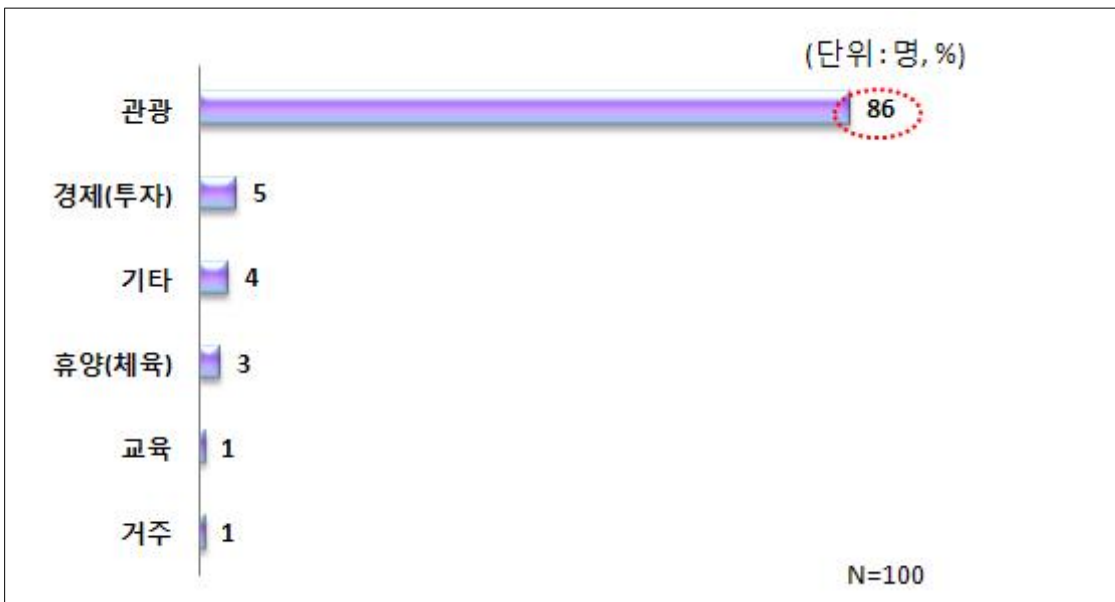 (단위 : 명, %)
관광 86
경제(투자) 5
기타 4
휴양(체육) 3
교육 1
거주 1
N=100